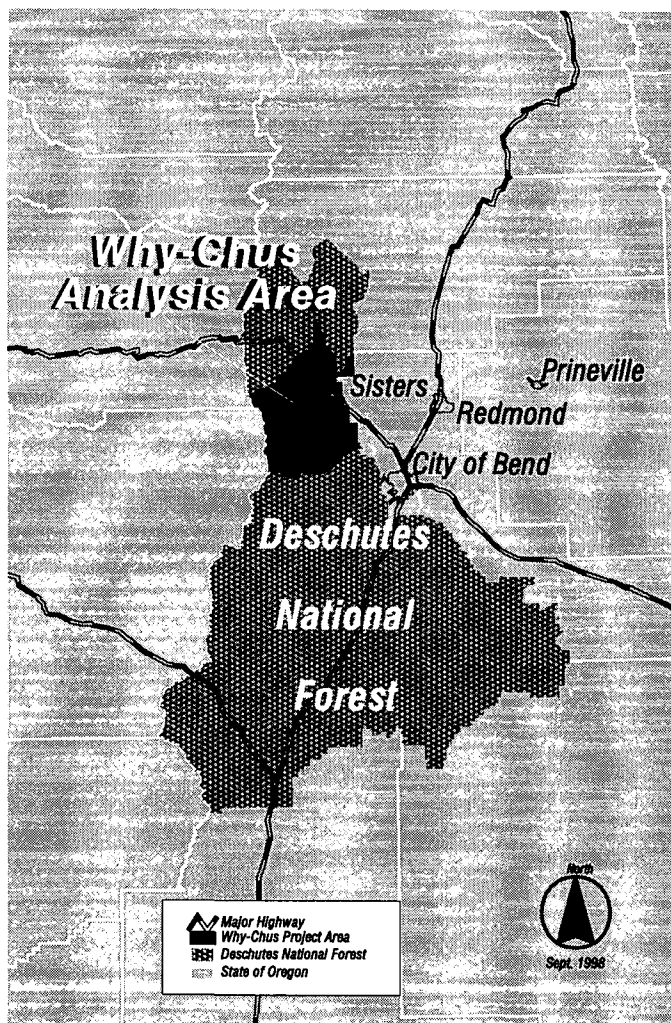 Why-Chus
Analysis Area
Sisters
Prineville
Redmond
City of Bend
Deschutes
National
Forest
North
Sept. 1998
Major Highway
Why-Chus Project Area
Deschutes National Forest
State of Oregon